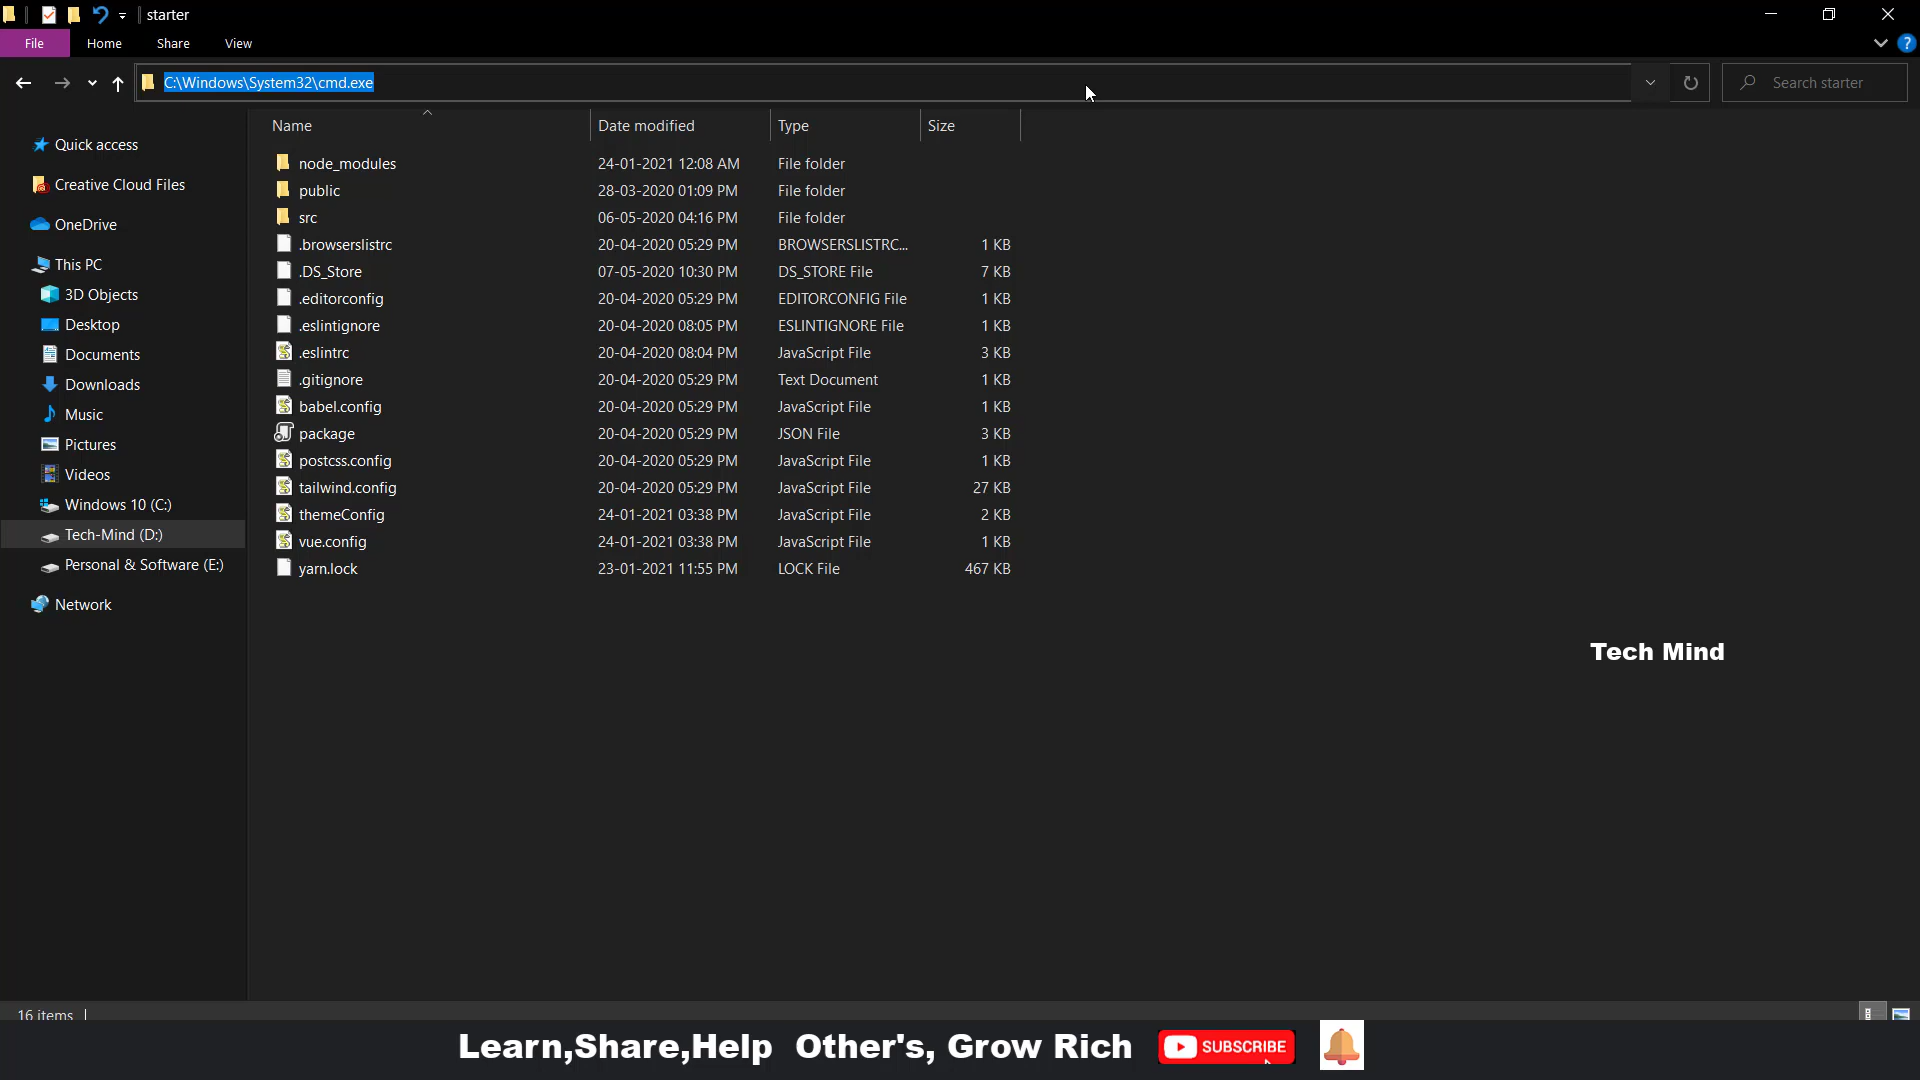 starter
File Home Share View
C:\Windows\System32\cmd.exe
Search starter
Name Date modified Type Size
Quick access
Creative Cloud Files
OneDrive
This PC
3D Objects
Desktop
Documents
Downloads
Music
Pictures
Videos
Windows 10 (C:)
Tech-Mind (D:)
Personal & Software (E:)
Network
node_modules 24-01-2021 12:08 AM File folder
public 28-03-2020 01:09 PM File folder
src 06-05-2020 04:16 PM File folder
.browserslistrc 20-04-2020 05:29 PM BROWSERSLISTRC... 1 KB
.DS_Store 07-05-2020 10:30 PM DS_STORE File 7 KB
.editorconfig 20-04-2020 05:29 PM EDITORCONFIG File 1 KB
.eslintignore 20-04-2020 08:05 PM ESLINTIGNORE File 1 KB
.eslintrc 20-04-2020 08:04 PM JavaScript File 3 KB
.gitignore 20-04-2020 05:29 PM Text Document 1 KB
babel.config 20-04-2020 05:29 PM JavaScript File 1 KB
package 20-04-2020 05:29 PM JSON File 3 KB
postcss.config 20-04-2020 05:29 PM JavaScript File 1 KB
tailwind.config 20-04-2020 05:29 PM JavaScript File 27 KB
themeConfig 24-01-2021 03:38 PM JavaScript File 2 KB
vue.config 24-01-2021 03:38 PM JavaScript File 1 KB
yarn.lock 23-01-2021 11:55 PM LOCK File 467 KB
Tech Mind
16 items
Learn,Share,Help Other's, Grow Rich SUBSCRIBE